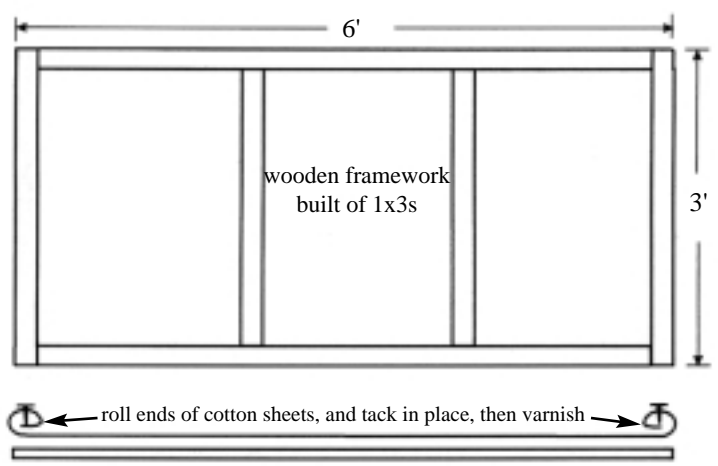 6'
wooden framework
built of 1x3s
3'
roll ends of cotton sheets, and tack in place, then varnish